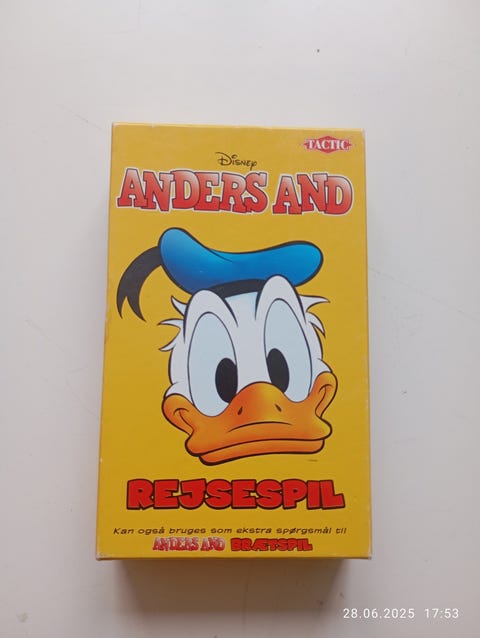 TACTIC
Disney
ANDERS AND
REJSESPIL
Kan også bruges som ekstra spørgsmål til
ANDERS AND BRÆTSPIL
28.06.2025 17:53